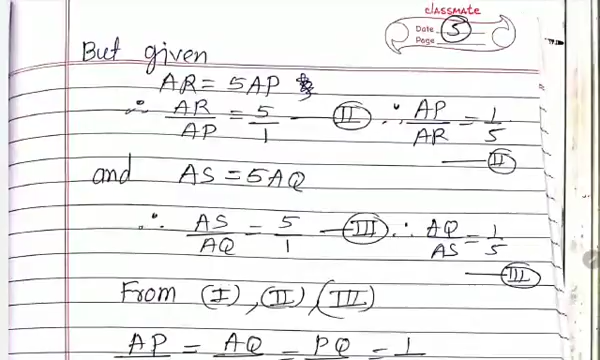 classmate
Date 5
Page
But given
AR = 5AP
∴ AR/AP = 5/1 — II ∵ AP/AR = 1/5 — II
and AS = 5AQ
∴ AS/AQ = 5/1 — III ∴ AQ/AS = 1/5 — III
From (I), (II), (III)
AP = AQ = PQ = 1